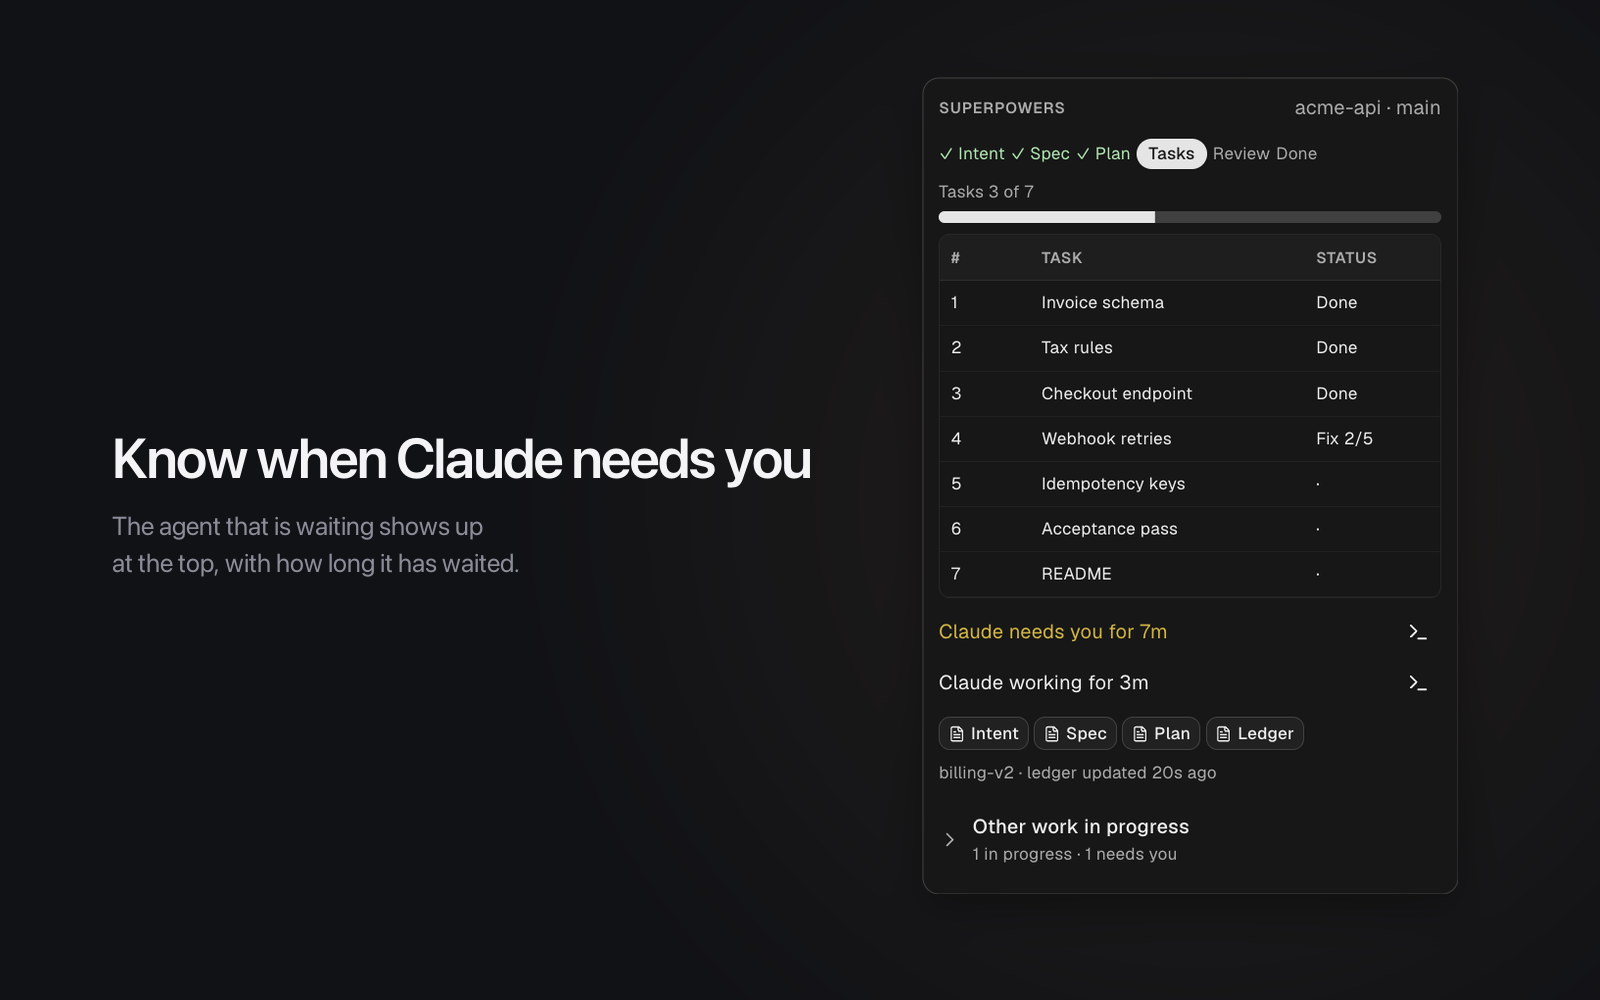 Know when Claude needs you
The agent that is waiting shows up
at the top, with how long it has waited.
SUPERPOWERS acme-api · main
✓ Intent ✓ Spec ✓ Plan Tasks Review Done
Tasks 3 of 7
# TASK STATUS
1 Invoice schema Done
2 Tax rules Done
3 Checkout endpoint Done
4 Webhook retries Fix 2/5
5 Idempotency keys ·
6 Acceptance pass ·
7 README ·
Claude needs you for 7m
Claude working for 3m
Intent Spec Plan Ledger
billing-v2 · ledger updated 20s ago
Other work in progress
1 in progress · 1 needs you